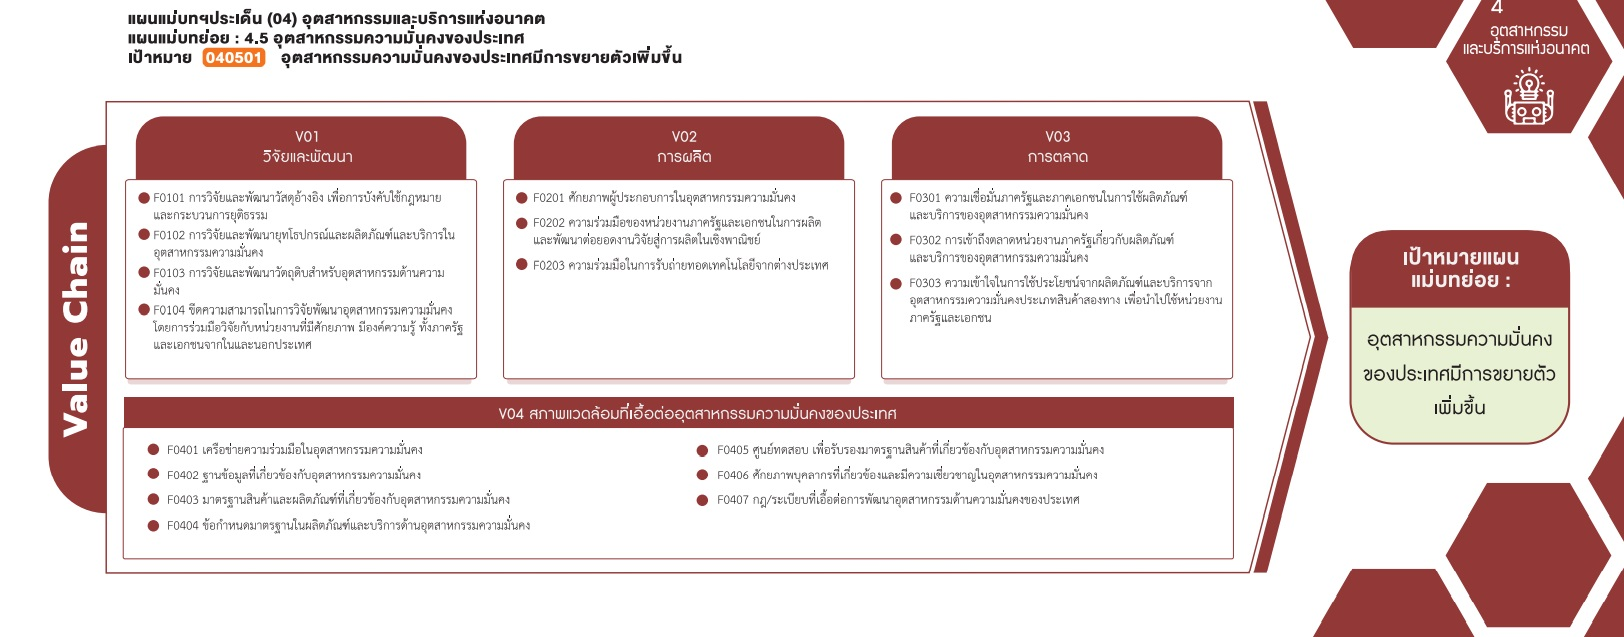 แผนแม่บทฯประเด็น (04) อุตสาหกรรมและบริการแห่งอนาคต
แผนแม่บทย่อย : 4.5 อุตสาหกรรมความมั่นคงของประเทศ
เป้าหมาย 040501 อุตสาหกรรมความมั่นคงของประเทศมีการขยายตัวเพิ่มขึ้น
4
อุตสาหกรรม
และบริการแห่งอนาคต
Value Chain
V01
วิจัยและพัฒนา
F0101 การวิจัยและพัฒนาวัสดุอ้างอิง เพื่อการบังคับใช้กฎหมาย
และกระบวนการยุติธรรม
F0102 การวิจัยและพัฒนายุทโธปกรณ์และผลิตภัณฑ์และบริการใน
อุตสาหกรรมความมั่นคง
F0103 การวิจัยและพัฒนาวัตถุดิบสำหรับอุตสาหกรรมด้านความ
มั่นคง
F0104 ขีดความสามารถในการวิจัยพัฒนาอุตสาหกรรมความมั่นคง
โดยการร่วมมือวิจัยกับหน่วยงานที่มีศักยภาพ มีองค์ความรู้ ทั้งภาครัฐ
และเอกชนจากในและนอกประเทศ
V02
การผลิต
F0201 ศักยภาพผู้ประกอบการในอุตสาหกรรมความมั่นคง
F0202 ความร่วมมือของหน่วยงานภาครัฐและเอกชนในการผลิต
และพัฒนาต่อยอดงานวิจัยสู่การผลิตในเชิงพาณิชย์
F0203 ความร่วมมือในการรับถ่ายทอดเทคโนโลยีจากต่างประเทศ
V03
การตลาด
F0301 ความเชื่อมั่นภาครัฐและภาคเอกชนในการใช้ผลิตภัณฑ์
และบริการของอุตสาหกรรมความมั่นคง
F0302 การเข้าถึงตลาดหน่วยงานภาครัฐเกี่ยวกับผลิตภัณฑ์
และบริการของอุตสาหกรรมความมั่นคง
F0303 ความเข้าใจในการใช้ประโยชน์จากผลิตภัณฑ์และบริการจาก
อุตสาหกรรมความมั่นคงประเภทสินค้าสองทาง เพื่อนำไปใช้หน่วยงาน
ภาครัฐและเอกชน
V04 สภาพแวดล้อมที่เอื้อต่ออุตสาหกรรมความมั่นคงของประเทศ
F0401 เครือข่ายความร่วมมือในอุตสาหกรรมความมั่นคง
F0402 ฐานข้อมูลที่เกี่ยวข้องกับอุตสาหกรรมความมั่นคง
F0403 มาตรฐานสินค้าและผลิตภัณฑ์ที่เกี่ยวข้องกับอุตสาหกรรมความมั่นคง
F0404 ข้อกำหนดมาตรฐานในผลิตภัณฑ์และบริการด้านอุตสาหกรรมความมั่นคง
F0405 ศูนย์ทดสอบ เพื่อรับรองมาตรฐานสินค้าที่เกี่ยวข้องกับอุตสาหกรรมความมั่นคง
F0406 ศักยภาพบุคลากรที่เกี่ยวข้องและมีความเชี่ยวชาญในอุตสาหกรรมความมั่นคง
F0407 กฎ/ระเบียบที่เอื้อต่อการพัฒนาอุตสาหกรรมด้านความมั่นคงของประเทศ
เป้าหมายแผน
แม่บทย่อย :
อุตสาหกรรมความมั่นคง
ของประเทศมีการขยายตัว
เพิ่มขึ้น